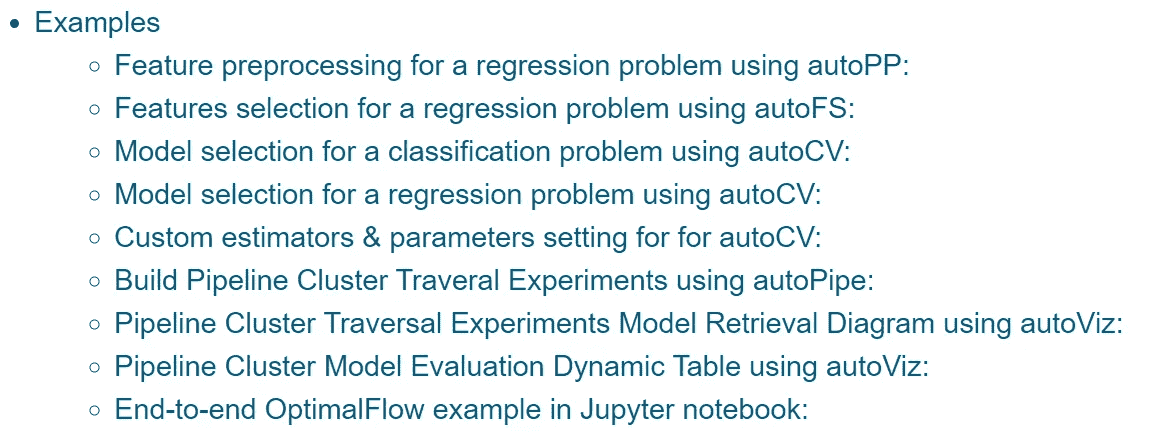 Examples
Feature preprocessing for a regression problem using autoPP:
Features selection for a regression problem using autoFS:
Model selection for a classification problem using autoCV:
Model selection for a regression problem using autoCV:
Custom estimators & parameters setting for for autoCV:
Build Pipeline Cluster Traveral Experiments using autoPipe:
Pipeline Cluster Traversal Experiments Model Retrieval Diagram using autoViz:
Pipeline Cluster Model Evaluation Dynamic Table using autoViz:
End-to-end OptimalFlow example in Jupyter notebook: